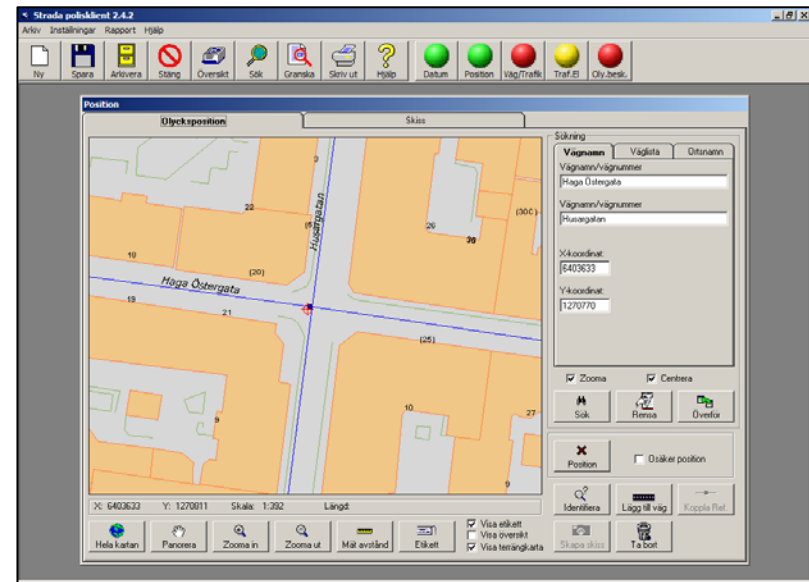 Strada polisklient 2.4.2
Arkiv Inställningar Rapport Hjälp
Ny Spara Arkivera Stäng Översikt Sök Granska Skriv ut Hjälp Datum Position Väg/Trafik Traf.El Oly.besk.
Position
Olycksposition Skiss
Sökning
Vägnamn Väglista Ortsnamn
Vägnamn/vägnummer
Haga Östergata
Vägnamn/vägnummer
Husargatan
X-koordinat:
6403633
Y-koordinat:
1270770
Zooma Centrera
Sök Rensa Överför
Position Osäker position
Identifiera Lägg till väg Koppla Ref.
Skapa skiss Ta bort
3
22
Husargatan
26
(30C)
18
(20)
Haga Östergata
19
21
(25)
10
27
9
9
X: 6403633 Y: 1270811 Skala: 1:392 Längd:
Hela kartan Panorera Zooma in Zooma ut Mät avstånd Etikett
Visa etikett
Visa översikt
Visa terrängkarta